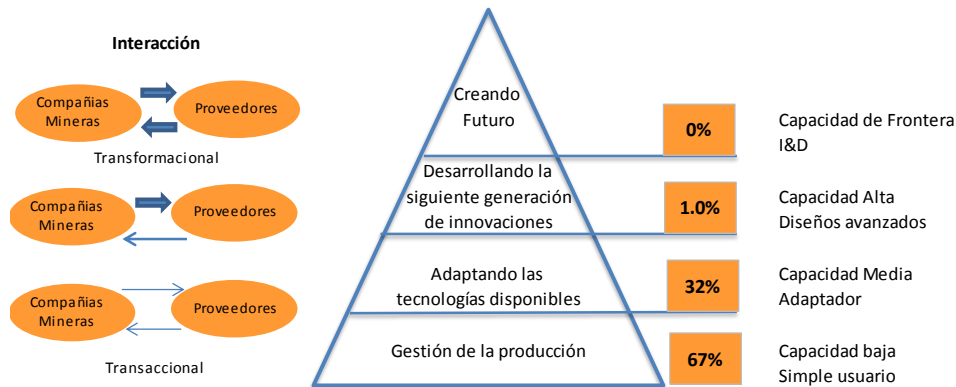 Interacción
Compañias
Mineras
Proveedores
Transformacional
Compañias
Mineras
Proveedores
Compañias
Mineras
Proveedores
Transaccional
Creando
Futuro
Desarrollando la
siguiente generación
de innovaciones
Adaptando las
tecnologías disponibles
Gestión de la producción
0%
Capacidad de Frontera
I&D
1.0%
Capacidad Alta
Diseños avanzados
32%
Capacidad Media
Adaptador
67%
Capacidad baja
Simple usuario